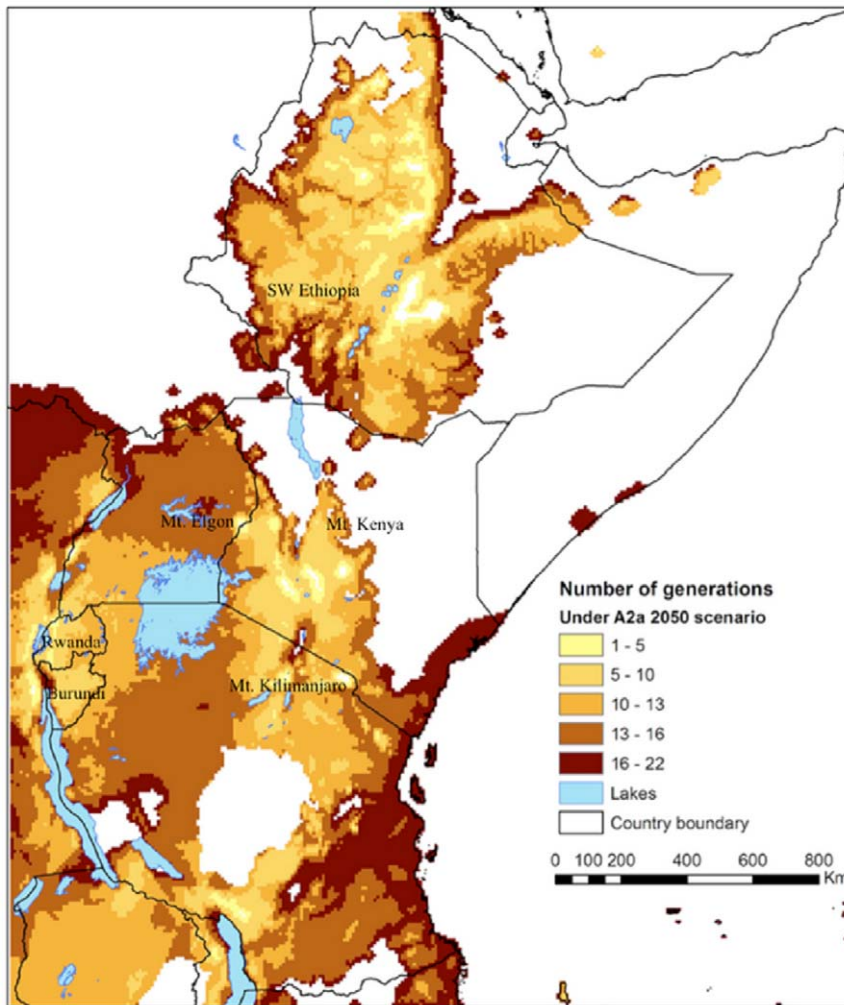 SW Ethiopia
Mt. Elgon
Mt. Kenya
Rwanda
Burundi
Mt. Kilimanjaro
Number of generations
Under A2a 2050 scenario
1 - 5
5 - 10
10 - 13
13 - 16
16 - 22
Lakes
Country boundary
0 100 200 400 600 800
Km